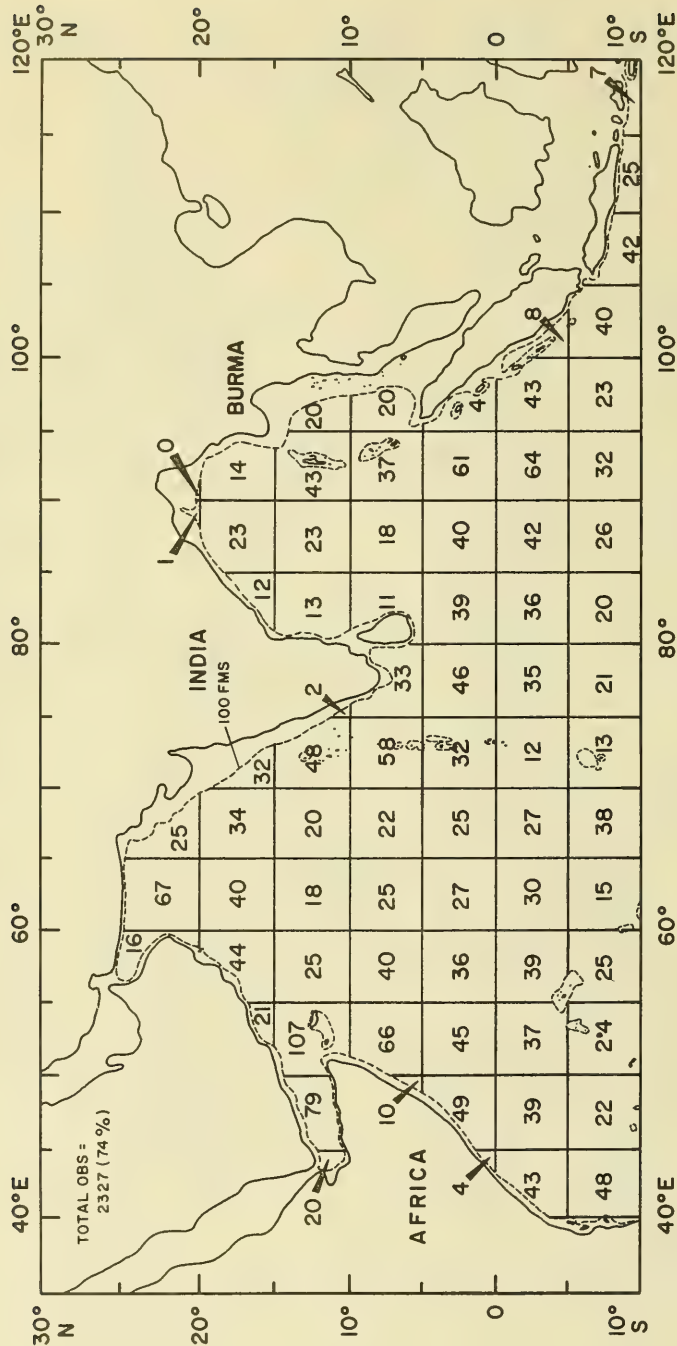 40°E 60° 80° 100° 120°E
30° N 30° N
TOTAL OBS =
2327 (74%)
16 67 25 1 0
INDIA
BURMA
100 FMS
20° 20°
21 44 40 34 32 12 23 14
20 79 107 25 18 20 48 2 13 23 43 20
10° 10°
10 66 40 25 22 58 33 11 18 37 20
AFRICA
4 49 45 36 27 25 32 46 39 40 61 4
0 0
43 39 37 39 30 27 12 35 36 42 64 43 8
48 22 24 25 15 38 13 21 20 26 32 23 40 42 25 7
10° S 10° S
40°E 60° 80° 100° 120°E